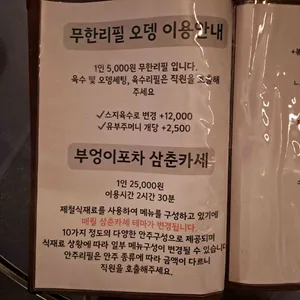 무한리필 오뎅 이용안내
1인 5,000원 무한리필 입니다.
육수 및 오뎅세팅, 육수리필은 직원을 호출해
주세요
✓스지육수로 변경 +12,000
✓유부주머니 개당 +2,500
부엉이포차 삼춘카세
1인 25,000원
이용시간 2시간 30분
제철식재료를 사용하여 메뉴를 구성하고 있기에
매월 삼춘카세 테마가 변경됩니다.
10가지 정도의 다양한 안주구성으로 제공되며
식재료 상황에 따라 일부 메뉴구성이 변경될 수 있습니다.
안주리필은 안주 종류에 따라 금액이 다르니
직원을 호출해주세요.